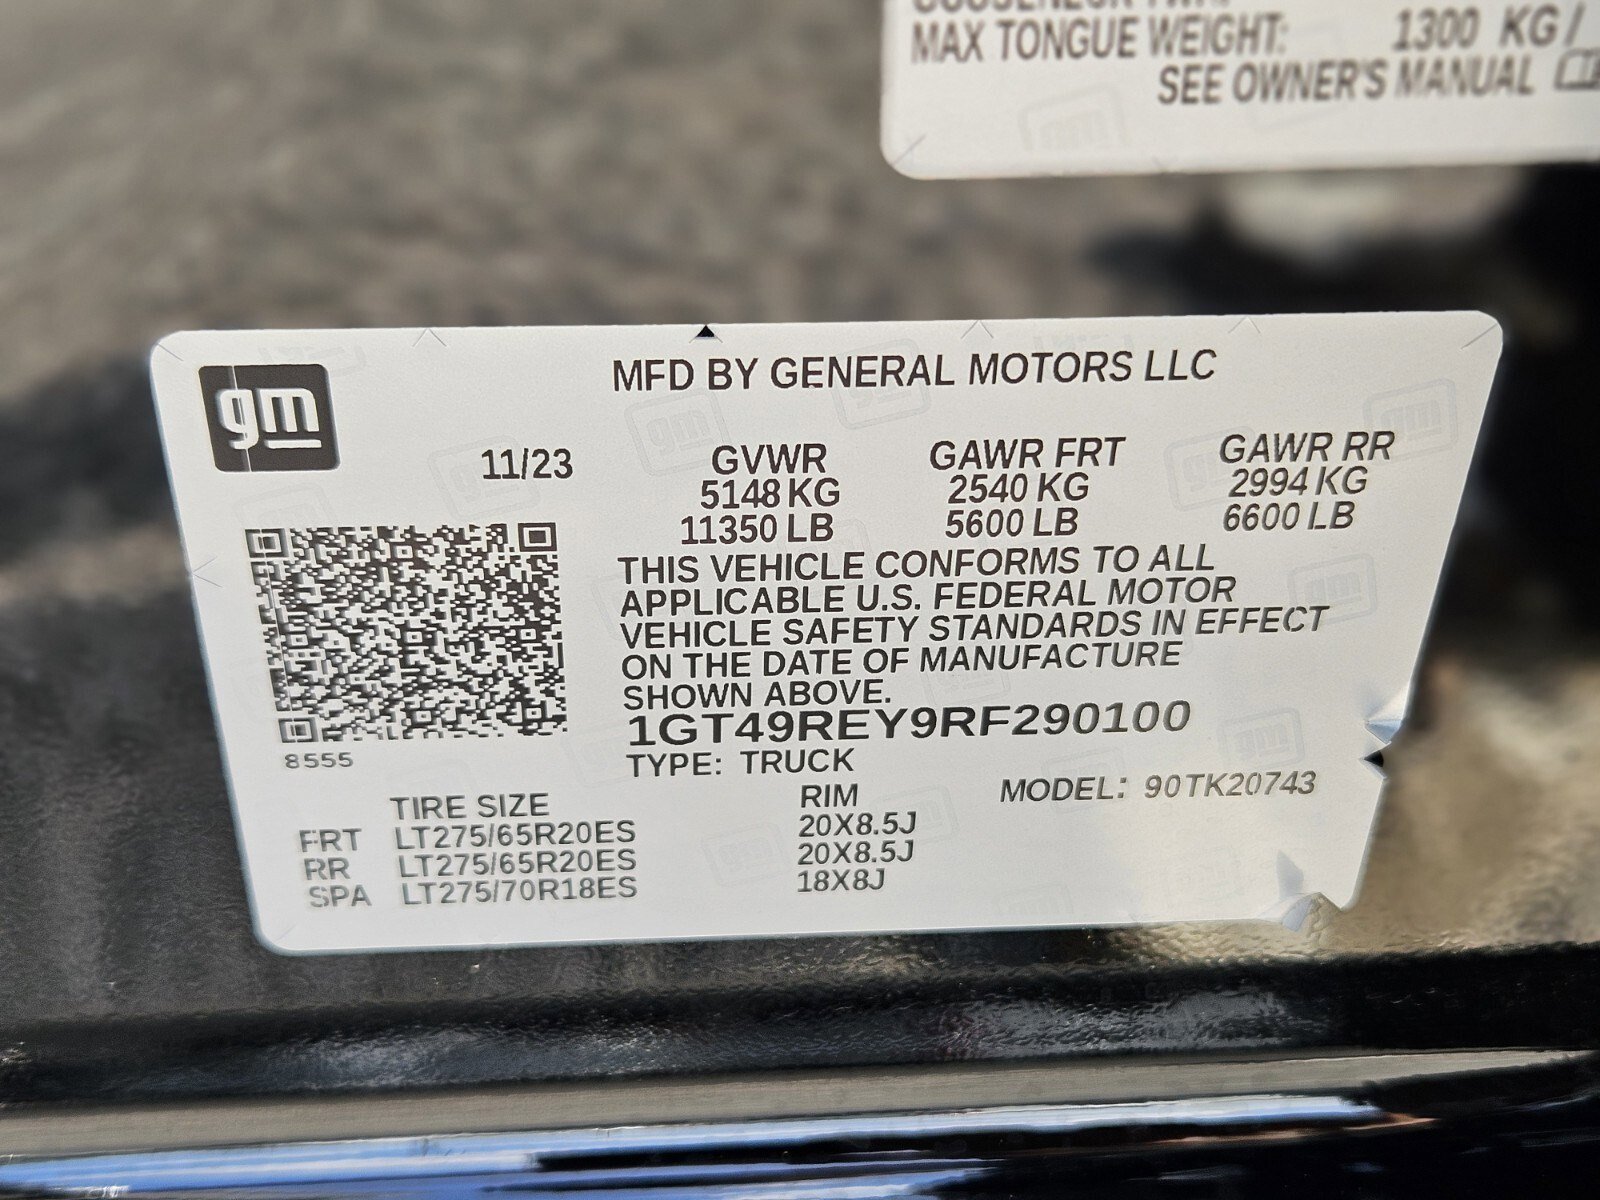 MAX TONGUE WEIGHT: 1300 KG /
SEE OWNER'S MANUAL
gm
MFD BY GENERAL MOTORS LLC
11/23 GVWR GAWR FRT GAWR RR
5148 KG 2540 KG 2994 KG
11350 LB 5600 LB 6600 LB
THIS VEHICLE CONFORMS TO ALL
APPLICABLE U.S. FEDERAL MOTOR
VEHICLE SAFETY STANDARDS IN EFFECT
ON THE DATE OF MANUFACTURE
SHOWN ABOVE.
1GT49REY9RF290100
8555
TYPE: TRUCK
MODEL: 90TK20743
TIRE SIZE RIM
FRT LT275/65R20ES 20X8.5J
RR LT275/65R20ES 20X8.5J
SPA LT275/70R18ES 18X8J